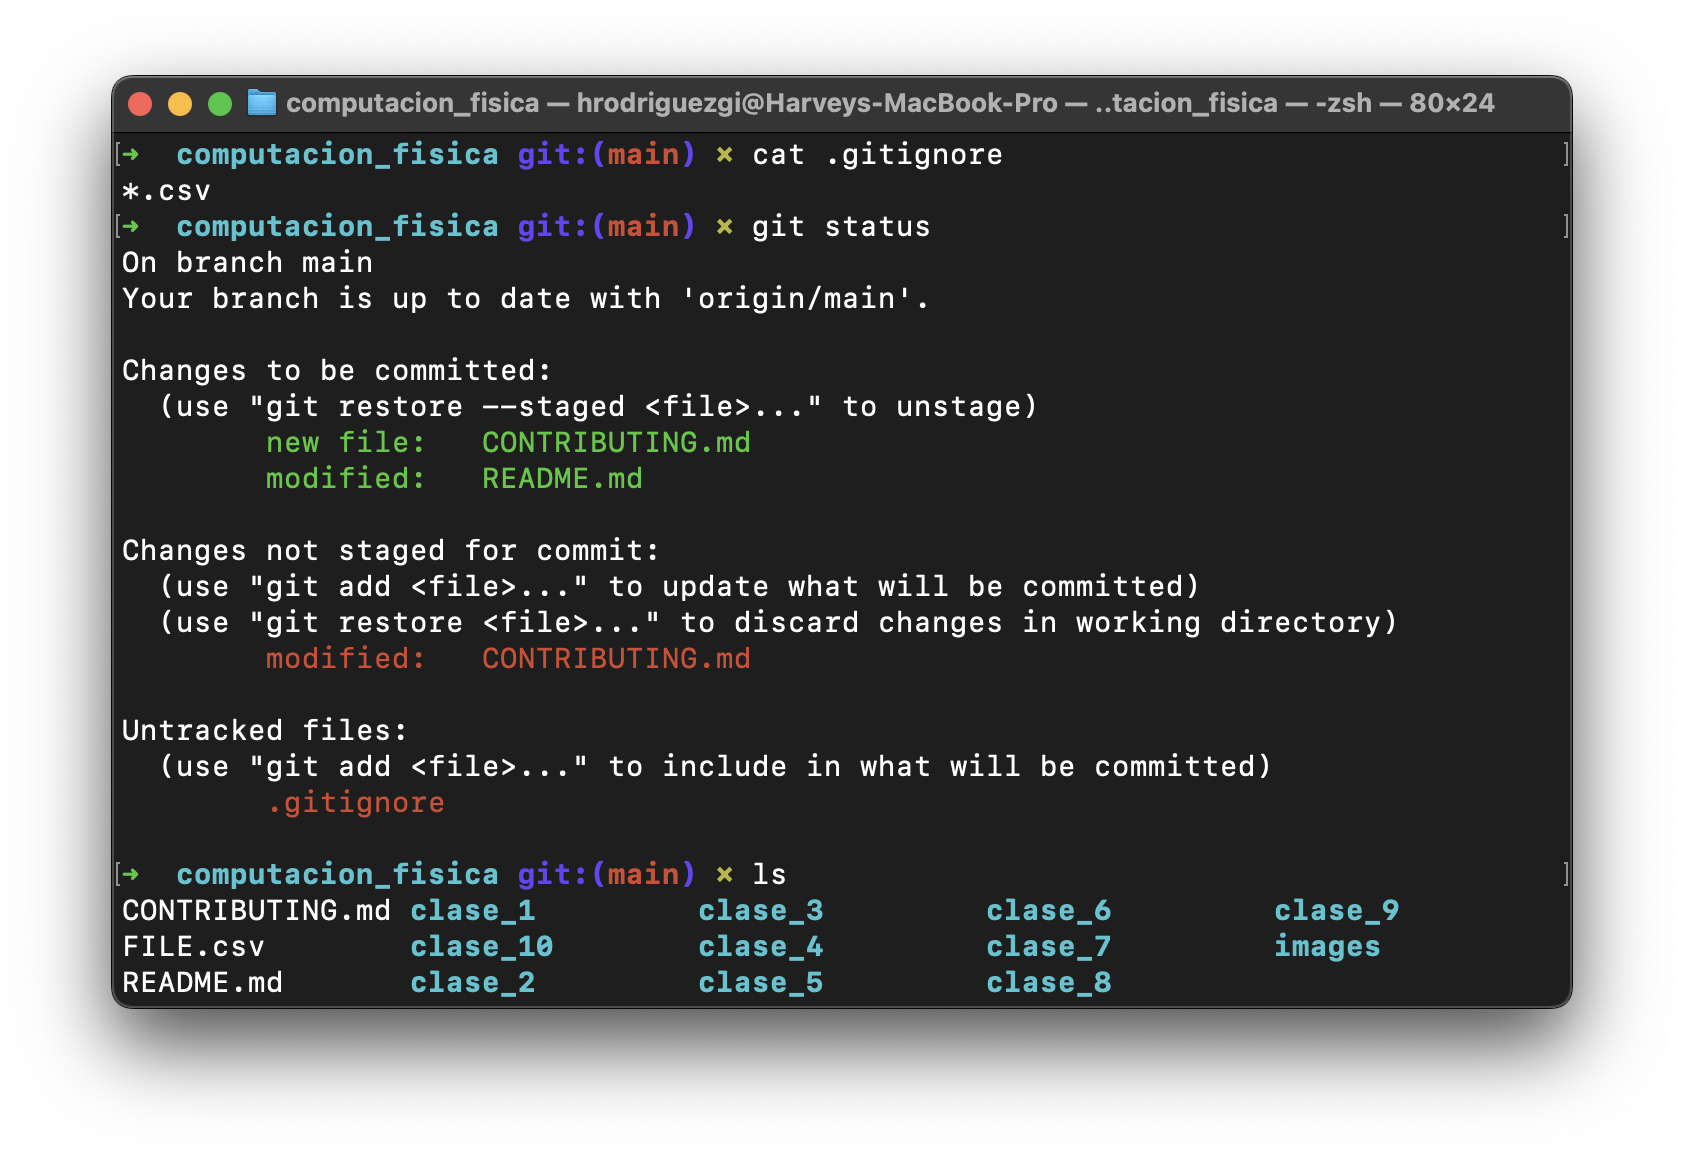 computacion_fisica — hrodriguezgi@Harveys-MacBook-Pro — ..tacion_fisica — -zsh — 80×24
[➜  computacion_fisica git:(main) ✗ cat .gitignore ]
*.csv
[➜  computacion_fisica git:(main) ✗ git status ]
On branch main
Your branch is up to date with 'origin/main'.

Changes to be committed:
  (use "git restore --staged <file>..." to unstage)
        new file:   CONTRIBUTING.md
        modified:   README.md

Changes not staged for commit:
  (use "git add <file>..." to update what will be committed)
  (use "git restore <file>..." to discard changes in working directory)
        modified:   CONTRIBUTING.md

Untracked files:
  (use "git add <file>..." to include in what will be committed)
        .gitignore

[➜  computacion_fisica git:(main) ✗ ls ]
CONTRIBUTING.md clase_1         clase_3         clase_6         clase_9
FILE.csv        clase_10        clase_4         clase_7         images
README.md       clase_2         clase_5         clase_8